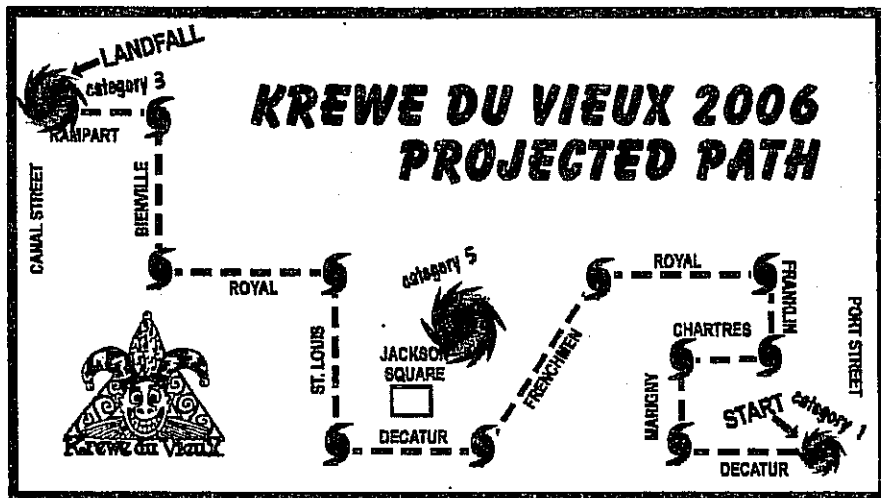 LANDFALL
category 3
KREWE DU VIEUX 2006
PROJECTED PATH
RAMPART
CANAL STREET
BIENVILLE
ROYAL
ST. LOUIS
category 5
JACKSON
SQUARE
DECATUR
FRENCHMEN
ROYAL
FRANKLIN
CHARTRES
MARIGNY
PORT STREET
START
category 1
DECATUR
Krewe du Vieux